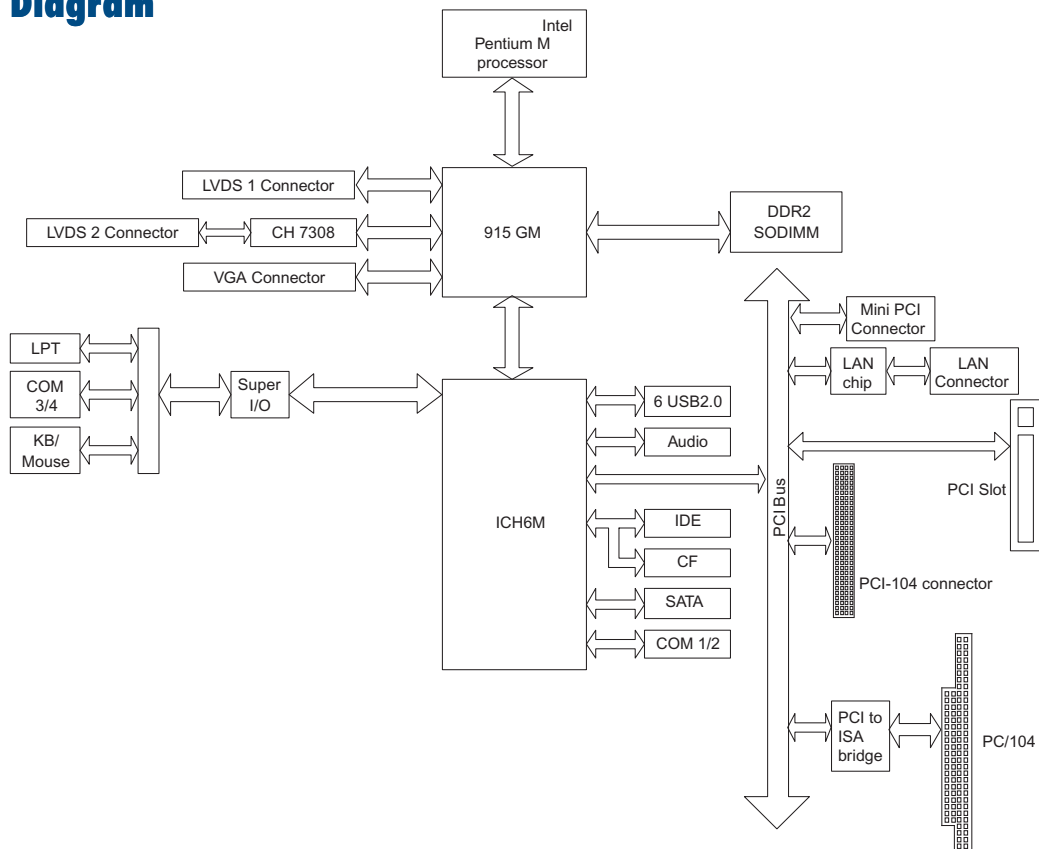 Diagram
Intel
Pentium M
processor
LVDS 1 Connector
LVDS 2 Connector
CH 7308
915 GM
DDR2
SODIMM
VGA Connector
Mini PCI
Connector
LPT
LAN
chip
LAN
Connector
COM
3/4
Super
I/O
6 USB2.0
KB/
Mouse
Audio
PCI Slot
PCI Bus
ICH6M
IDE
CF
PCI-104 connector
SATA
COM 1/2
PCI to
ISA
bridge
PC/104